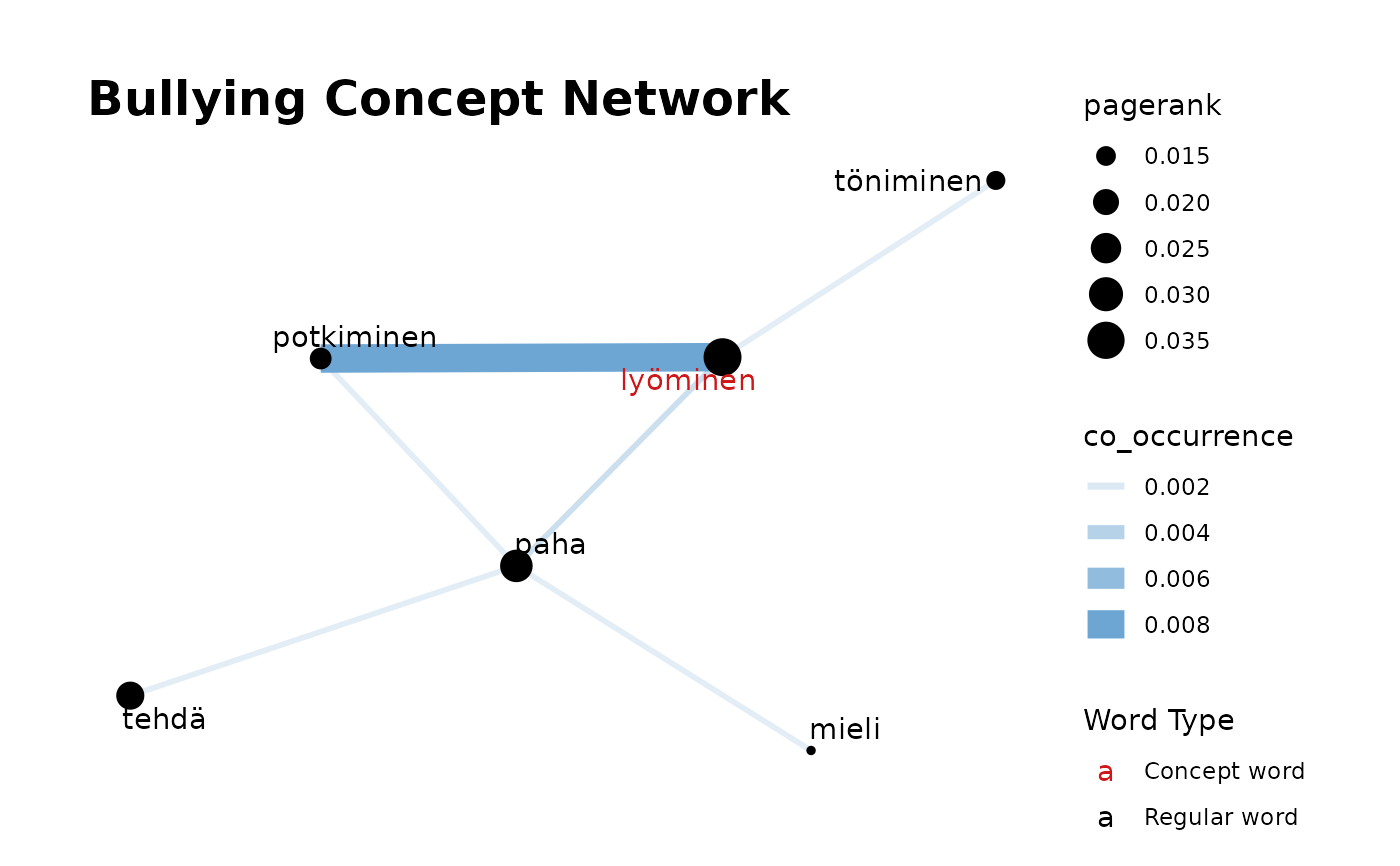 Bullying Concept Network
töniminen
potkiminen
lyöminen
paha
tehdä
mieli
pagerank
0.015
0.020
0.025
0.030
0.035
co_occurrence
0.002
0.004
0.006
0.008
Word Type
a Concept word
a Regular word